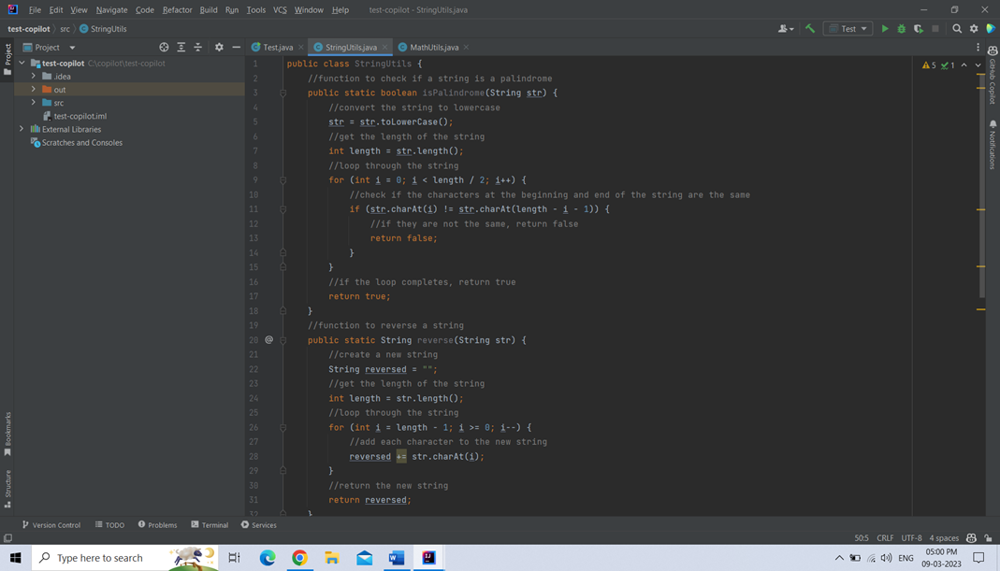 File Edit View Navigate Code Refactor Build Run Tools VCS Window Help test-copilot - StringUtils.java
test-copilot src StringUtils Test
Project
Project
test-copilot C:\copilot\test-copilot
.idea
out
src
test-copilot.iml
External Libraries
Scratches and Consoles
Bookmarks
Structure
Test.java StringUtils.java MathUtils.java
5 1
1 public class StringUtils {
2 //function to check if a string is a palindrome
3 public static boolean isPalindrome(String str) {
4 //convert the string to lowercase
5 str = str.toLowerCase();
6 //get the length of the string
7 int length = str.length();
8 //loop through the string
9 for (int i = 0; i < length / 2; i++) {
10 //check if the characters at the beginning and end of the string are the same
11 if (str.charAt(i) != str.charAt(length - i - 1)) {
12 //if they are not the same, return false
13 return false;
14 }
15 }
16 //if the loop completes, return true
17 return true;
18 }
19 //function to reverse a string
20 @ public static String reverse(String str) {
21 //create a new string
22 String reversed = "";
23 //get the length of the string
24 int length = str.length();
25 //loop through the string
26 for (int i = length - 1; i >= 0; i--) {
27 //add each character to the new string
28 reversed += str.charAt(i);
29 }
30 //return the new string
31 return reversed;
32 }
GitHub Copilot
Notifications
Version Control TODO Problems Terminal Services
50:5 CRLF UTF-8 4 spaces
Type here to search
ENG
05:00 PM
09-03-2023